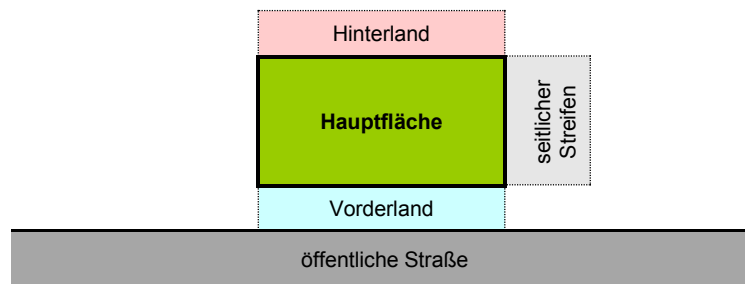 Hinterland
Hauptfläche
seitlicher
Streifen
Vorderland
öffentliche Straße